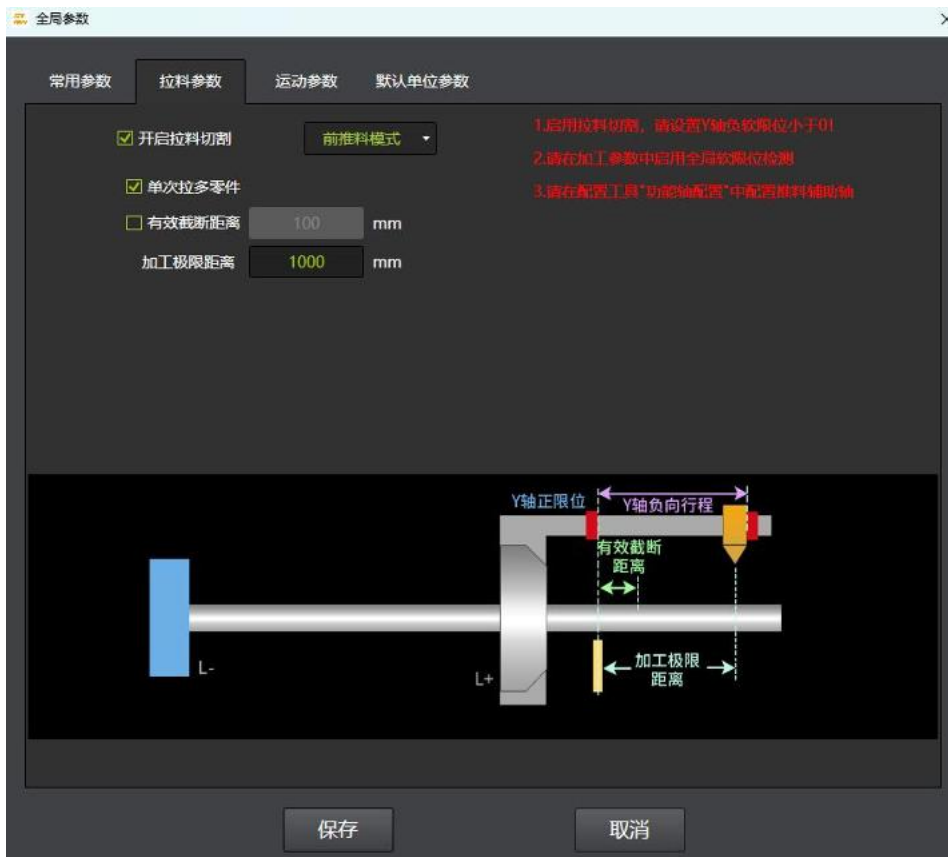 全局参数
常用参数 拉料参数 运动参数 默认单位参数
开启拉料切割 前推料模式
1.启用拉料切割，请设置Y轴负软限位小于0!
2.请在加工参数中启用全局软限位检测
单次拉多零件
3.请在配置工具"功能轴配置"中配置推料辅助轴
有效截断距离 100 mm
加工极限距离 1000 mm
Y轴正限位
Y轴负向行程
有效截断
距离
加工极限
距离
L-
L+
保存 取消